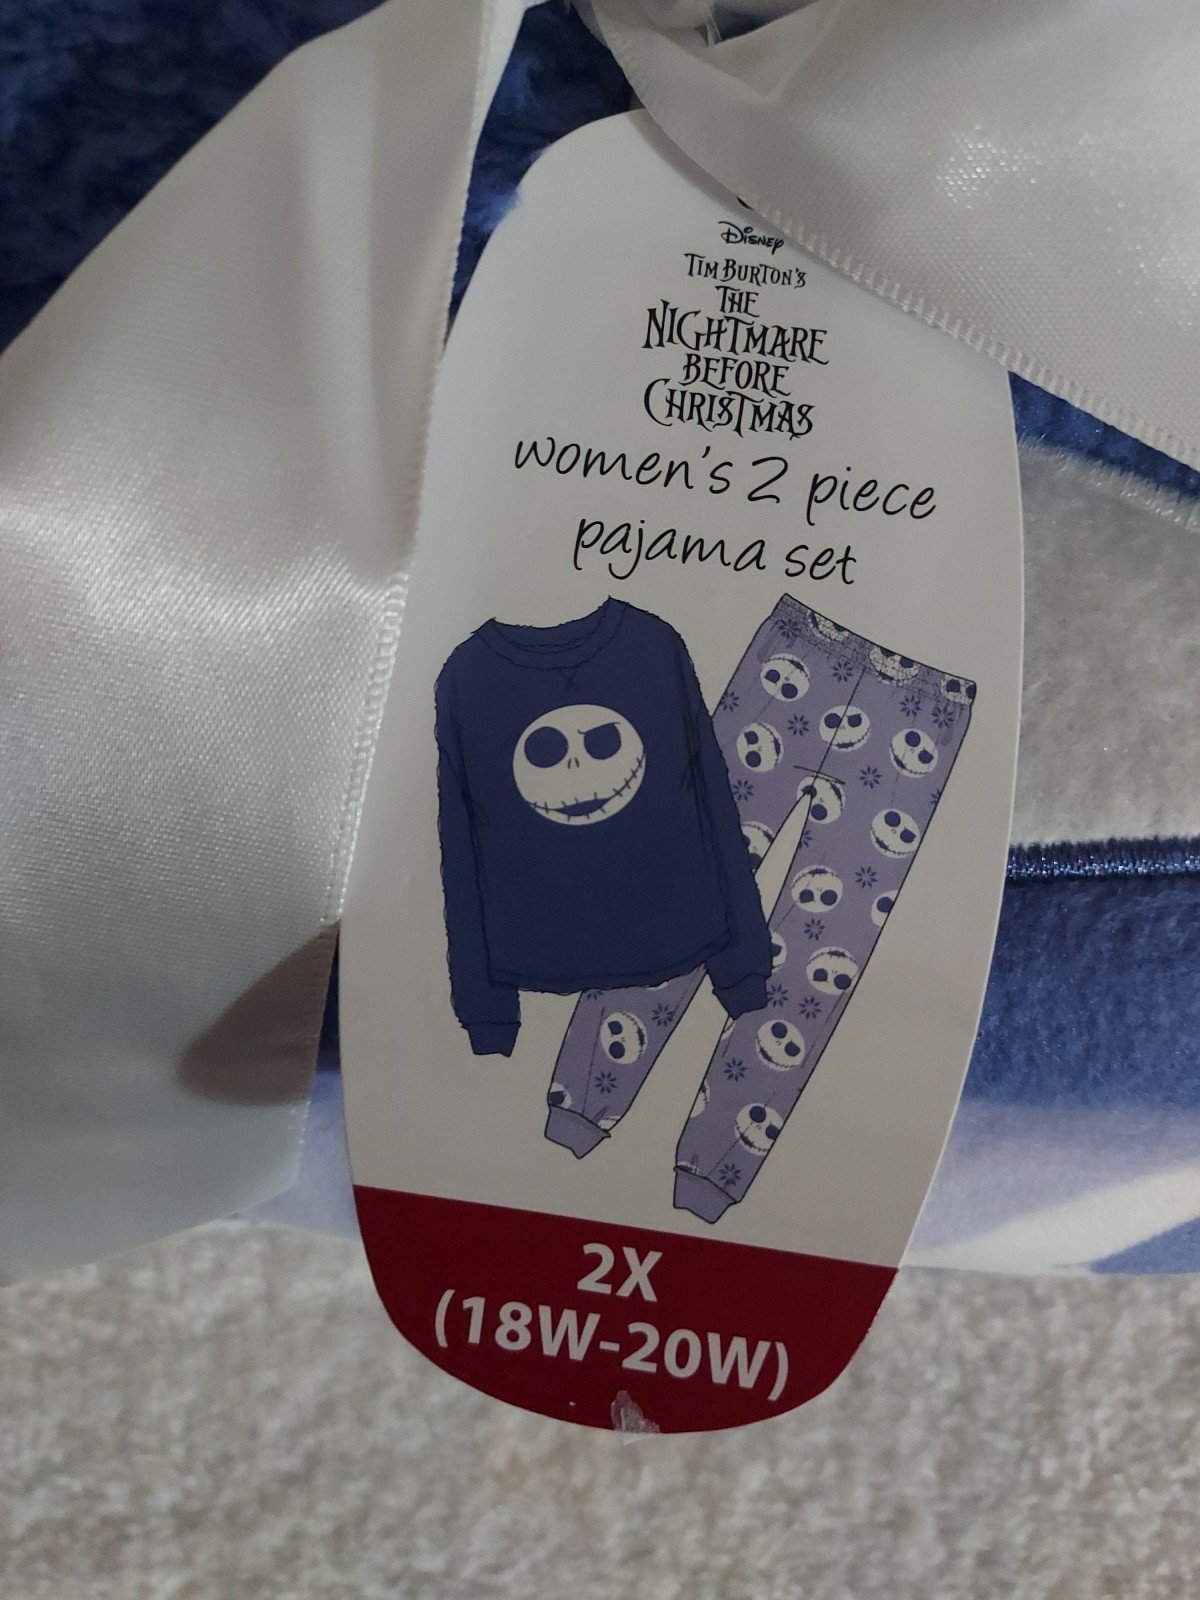 Disney
TIM BURTON'S
THE
NIGHTMARE
BEFORE
CHRISTMAS
women's 2 piece
pajama set
2X
(18W-20W)